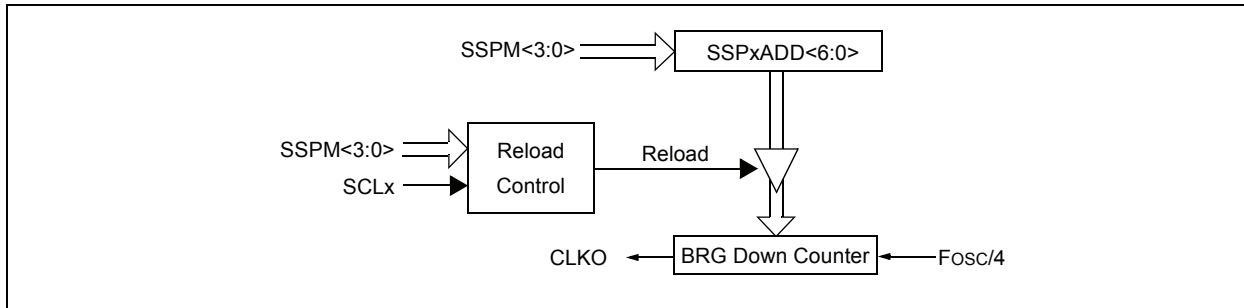 SSPM<3:0>
SSPxADD<6:0>
SSPM<3:0>
SCLx
Reload
Control
Reload
CLKO
BRG Down Counter
FOSC/4